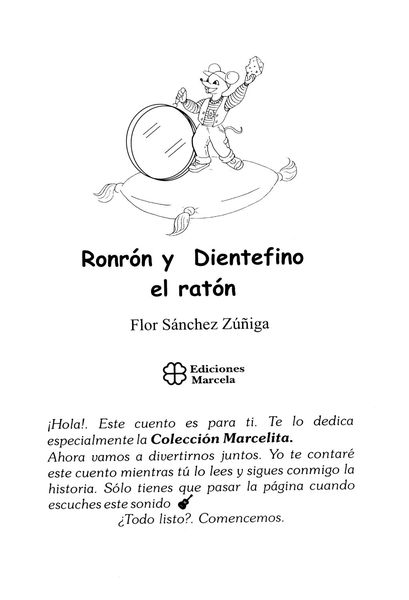 Ronrón y Dientefino
el ratón
Flor Sánchez Zúñiga
Ediciones
Marcela
¡Hola!. Este cuento es para ti. Te lo dedica
especialmente la Colección Marcelita.
Ahora vamos a divertirnos juntos. Yo te contaré
este cuento mientras tú lo lees y sigues conmigo la
historia. Sólo tienes que pasar la página cuando
escuches este sonido
¿Todo listo?. Comencemos.